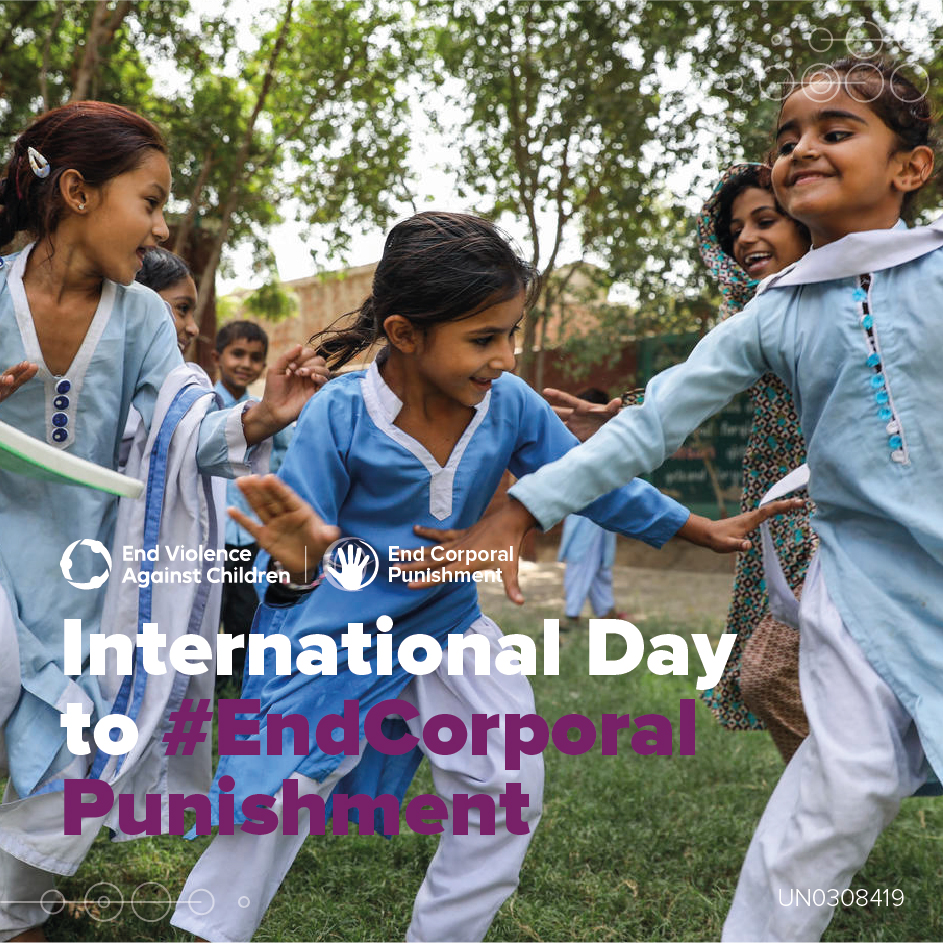 End Violence
Against Children
End Corporal
Punishment
International Day
to #EndCorporal
Punishment
UN0308419